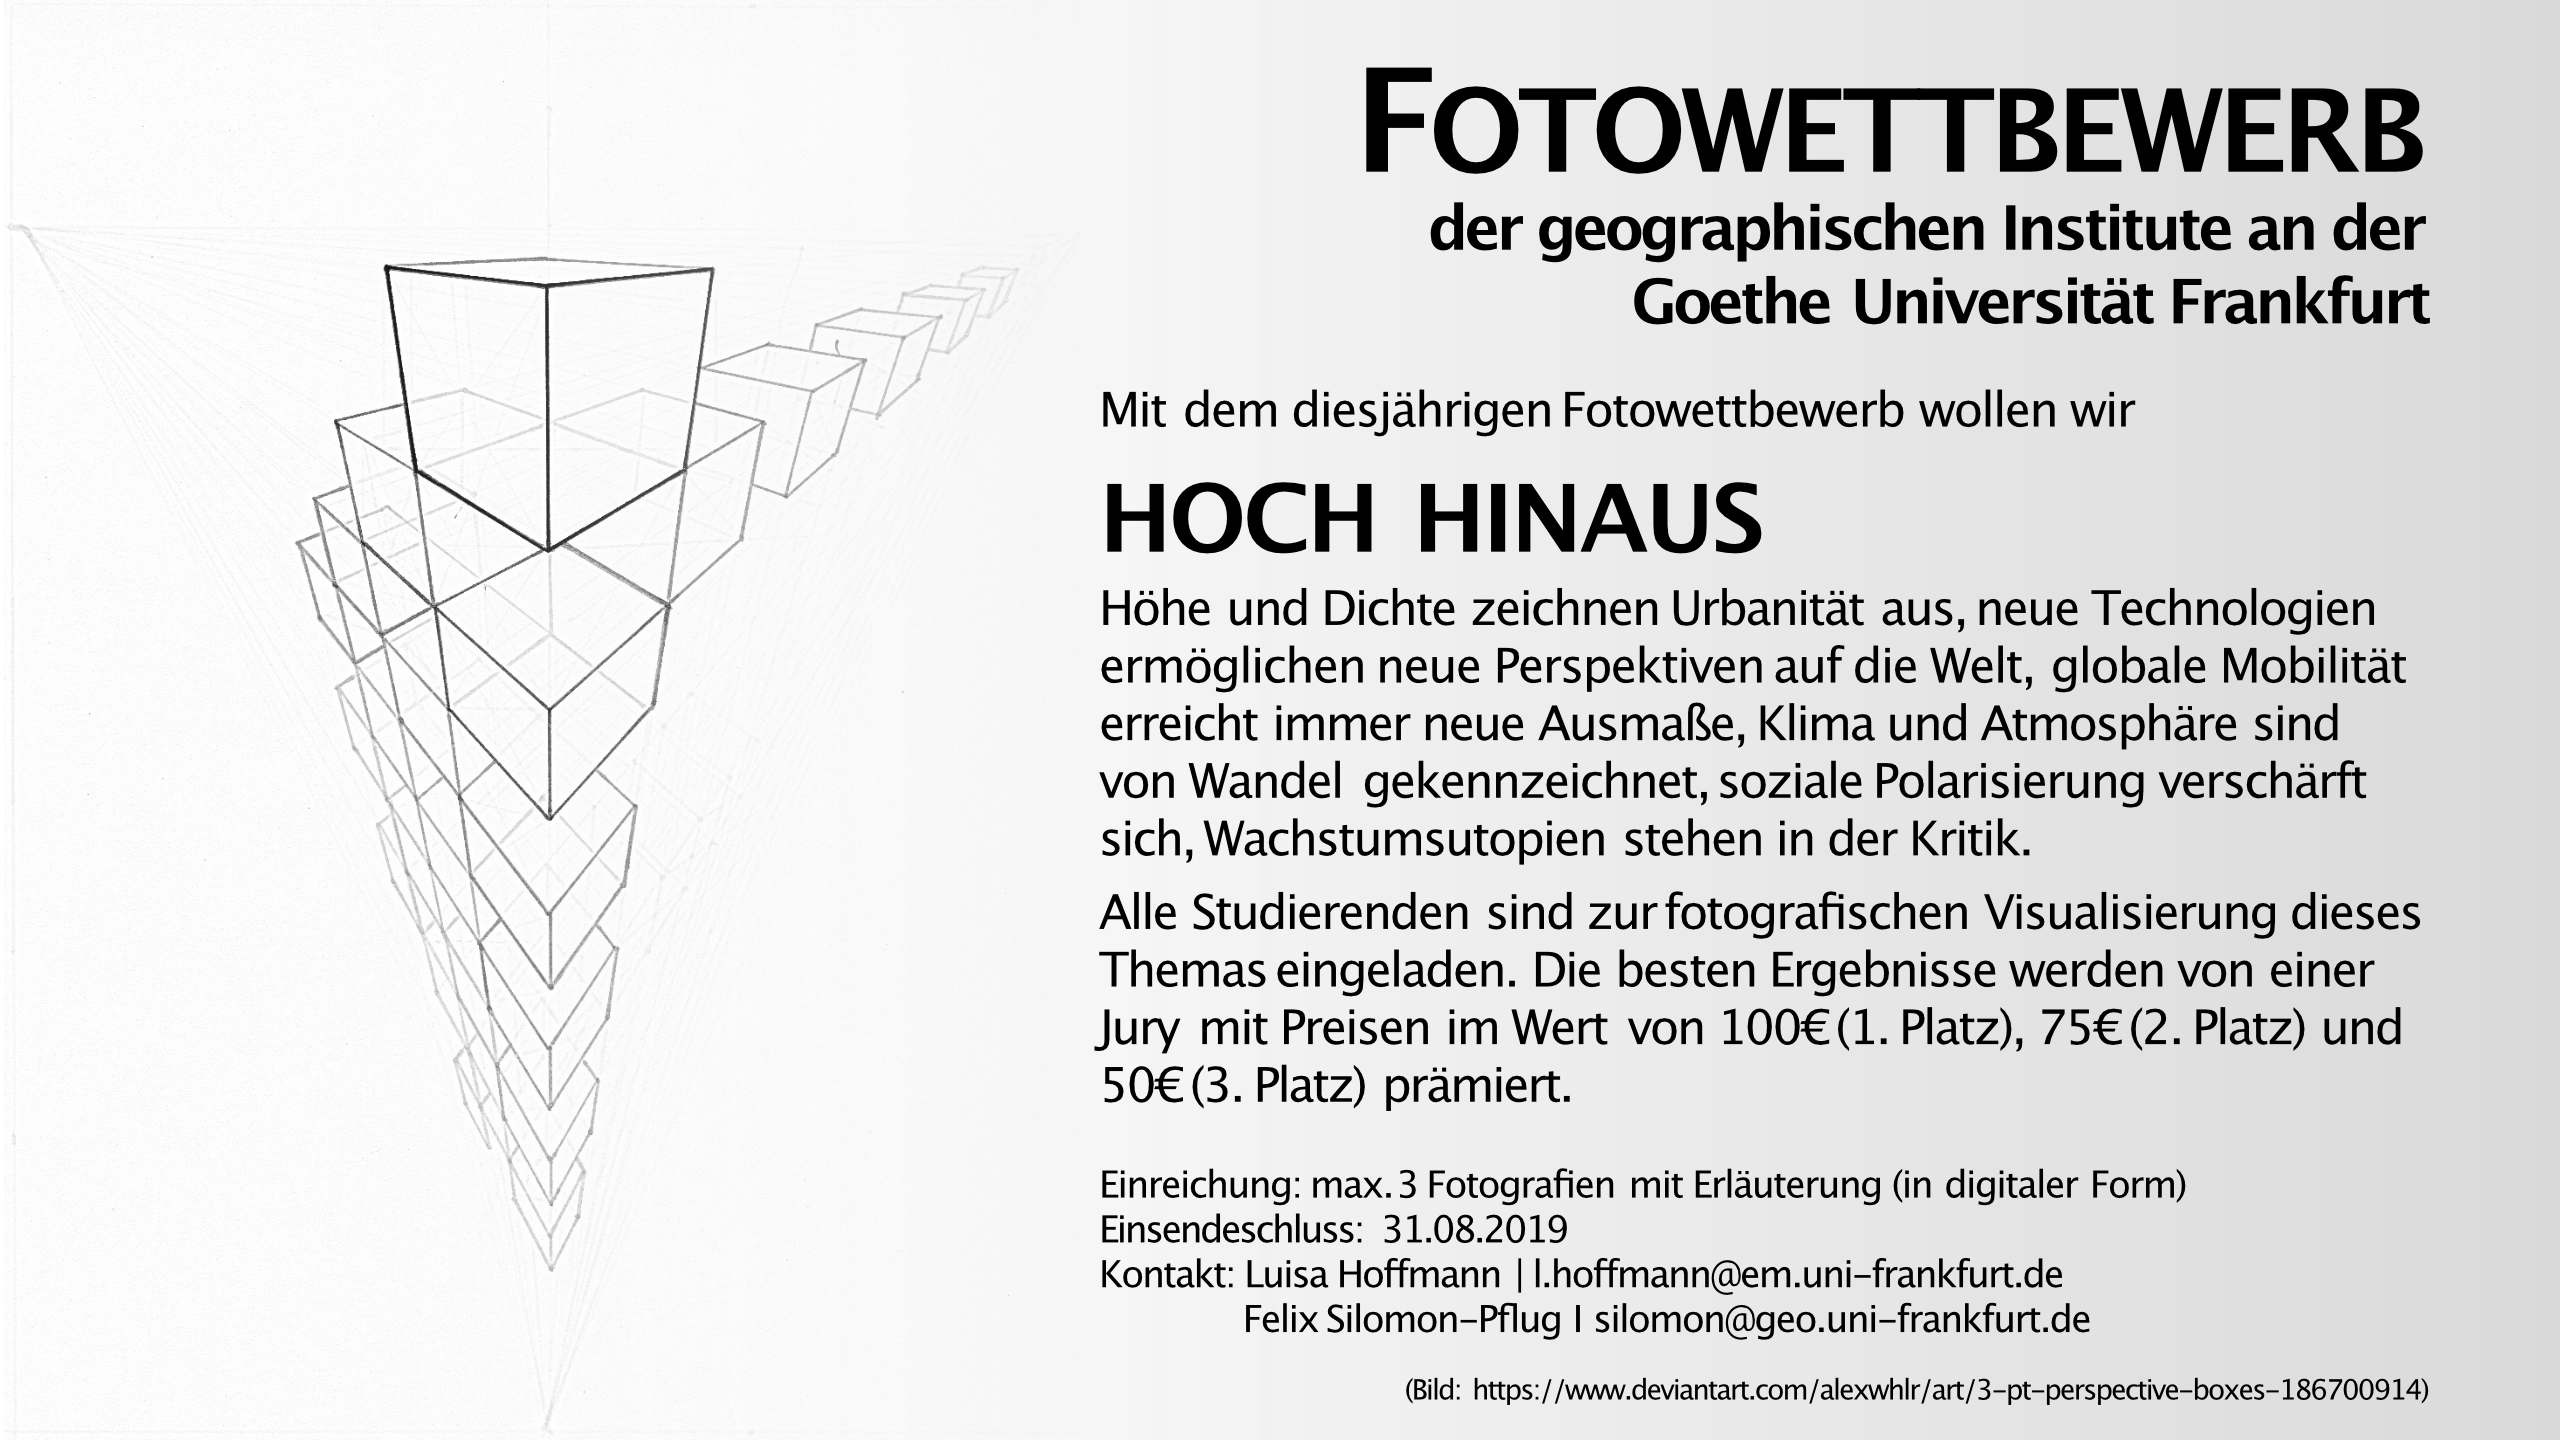 FOTOWETTBEWERB
der geographischen Institute an der
Goethe Universität Frankfurt
Mit dem diesjährigen Fotowettbewerb wollen wir
HOCH HINAUS
Höhe und Dichte zeichnen Urbanität aus, neue Technologien
ermöglichen neue Perspektiven auf die Welt, globale Mobilität
erreicht immer neue Ausmaße, Klima und Atmosphäre sind
von Wandel gekennzeichnet, soziale Polarisierung verschärft
sich, Wachstumsutopien stehen in der Kritik.
Alle Studierenden sind zur fotografischen Visualisierung dieses
Themas eingeladen. Die besten Ergebnisse werden von einer
Jury mit Preisen im Wert von 100€ (1. Platz), 75€ (2. Platz) und
50€ (3. Platz) prämiert.
Einreichung: max. 3 Fotografien mit Erläuterung (in digitaler Form)
Einsendeschluss: 31.08.2019
Kontakt: Luisa Hoffmann | l.hoffmann@em.uni-frankfurt.de
Felix Silomon-Pflug I silomon@geo.uni-frankfurt.de
(Bild: https://www.deviantart.com/alexwhlr/art/3-pt-perspective-boxes-186700914)